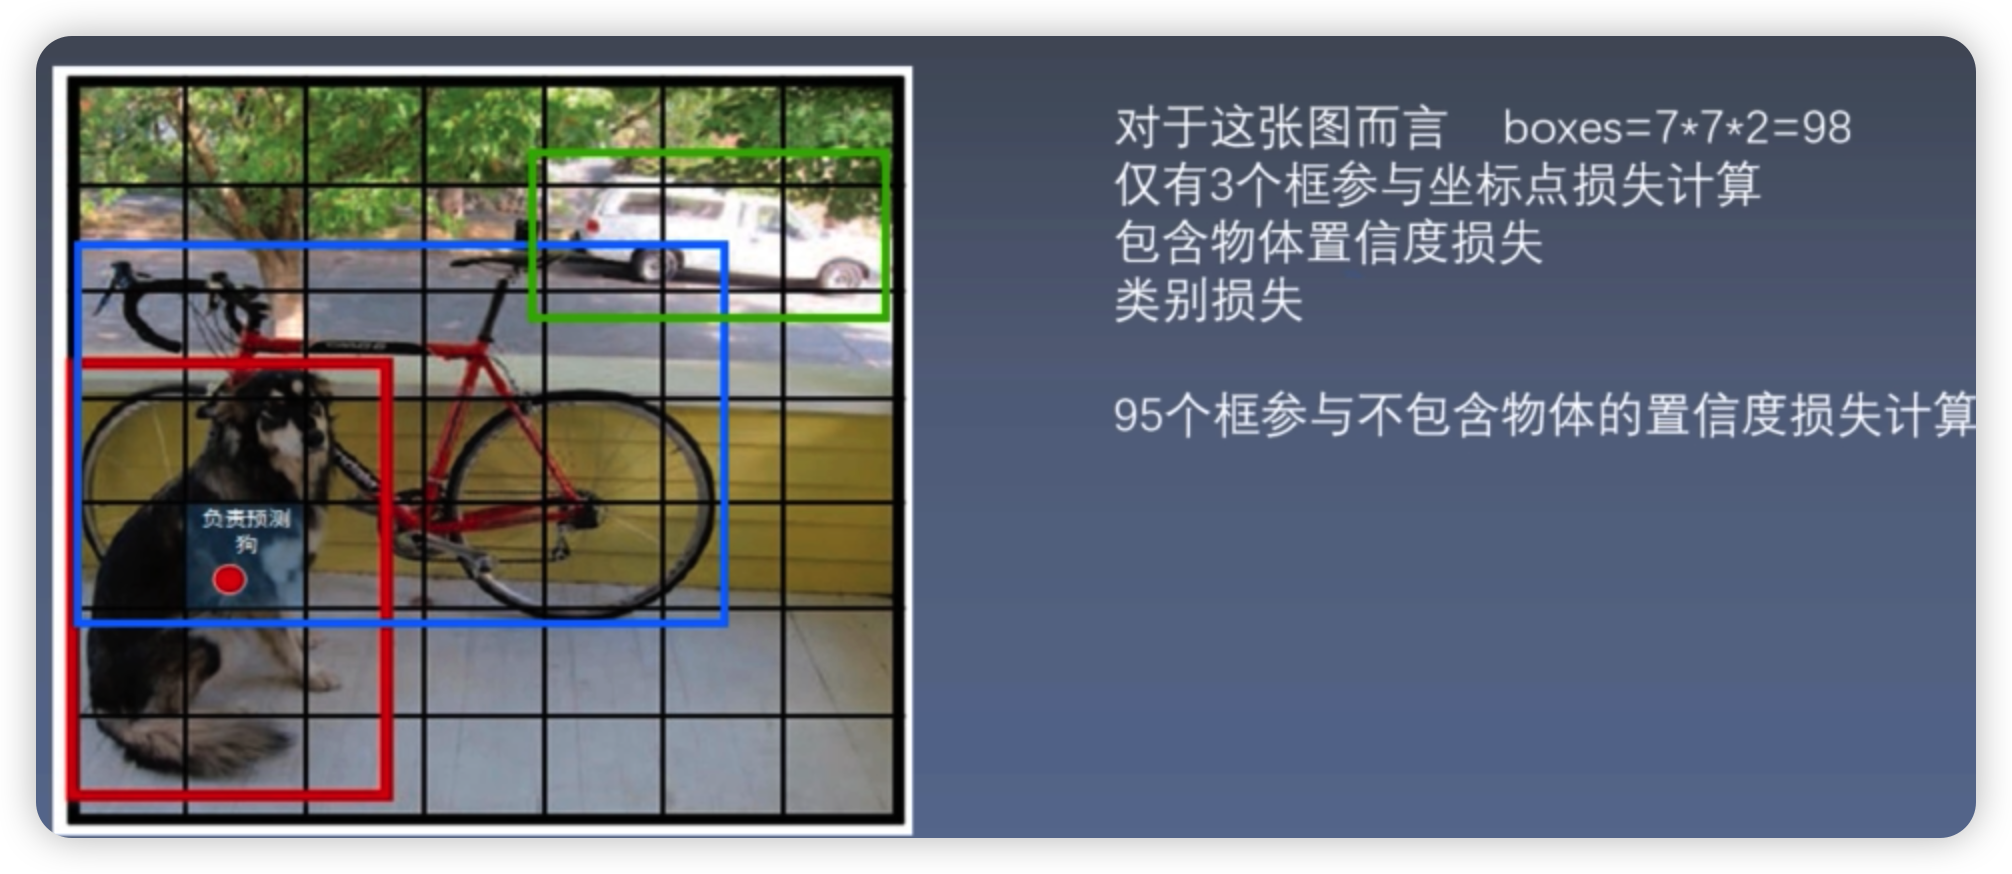 对于这张图而言 boxes=7*7*2=98
仅有3个框参与坐标点损失计算
包含物体置信度损失
类别损失
95个框参与不包含物体的置信度损失计算
负责预测
狗